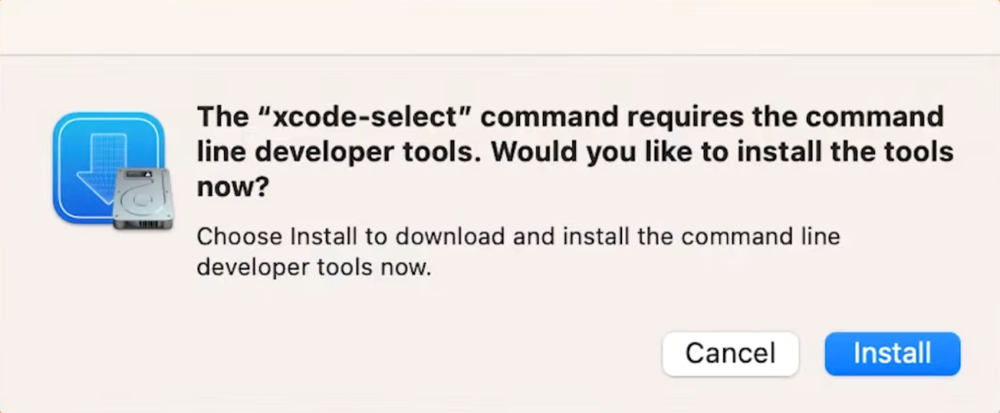 The “xcode-select” command requires the command
line developer tools. Would you like to install the tools
now?
Choose Install to download and install the command line
developer tools now.
Cancel
Install